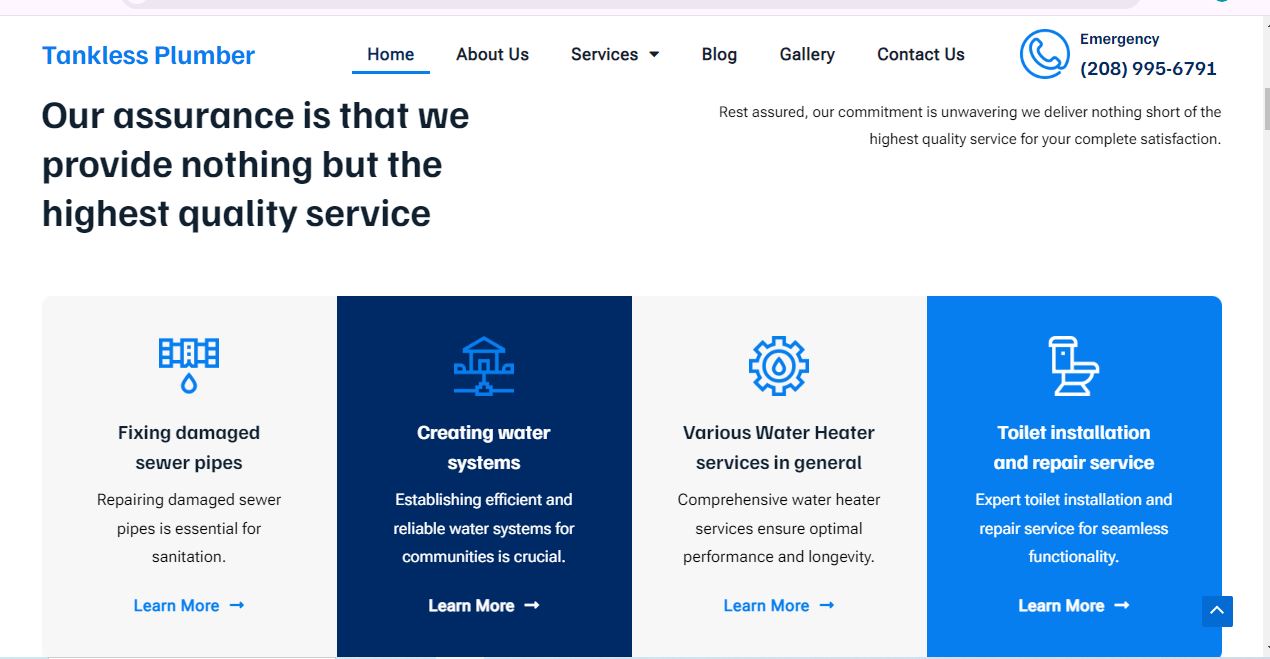 Tankless Plumber
Home
About Us
Services
Blog
Gallery
Contact Us
Emergency
(208) 995-6791
Our assurance is that we
provide nothing but the
highest quality service
Rest assured, our commitment is unwavering we deliver nothing short of the
highest quality service for your complete satisfaction.
Fixing damaged
sewer pipes
Repairing damaged sewer
pipes is essential for
sanitation.
Learn More
Creating water
systems
Establishing efficient and
reliable water systems for
communities is crucial.
Learn More
Various Water Heater
services in general
Comprehensive water heater
services ensure optimal
performance and longevity.
Learn More
Toilet installation
and repair service
Expert toilet installation and
repair service for seamless
functionality.
Learn More